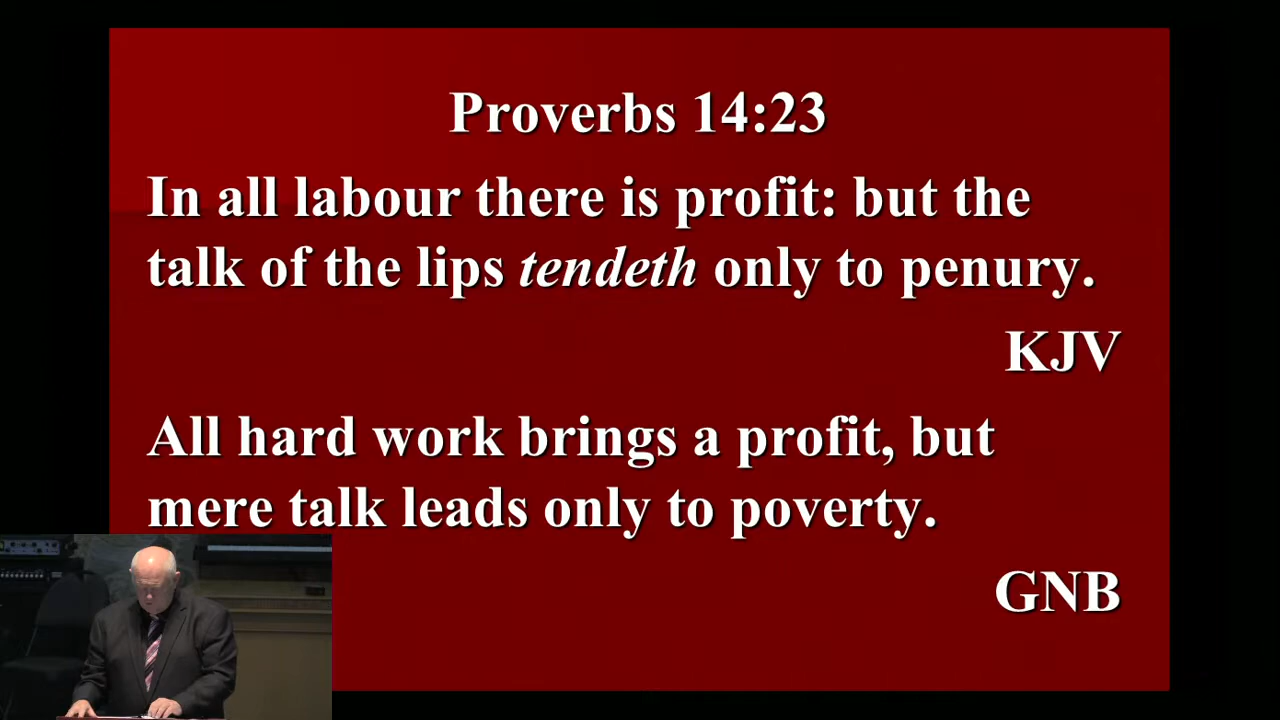 Proverbs 14:23
In all labour there is profit: but the
talk of the lips tendeth only to penury.
KJV
All hard work brings a profit, but
mere talk leads only to poverty.
GNB